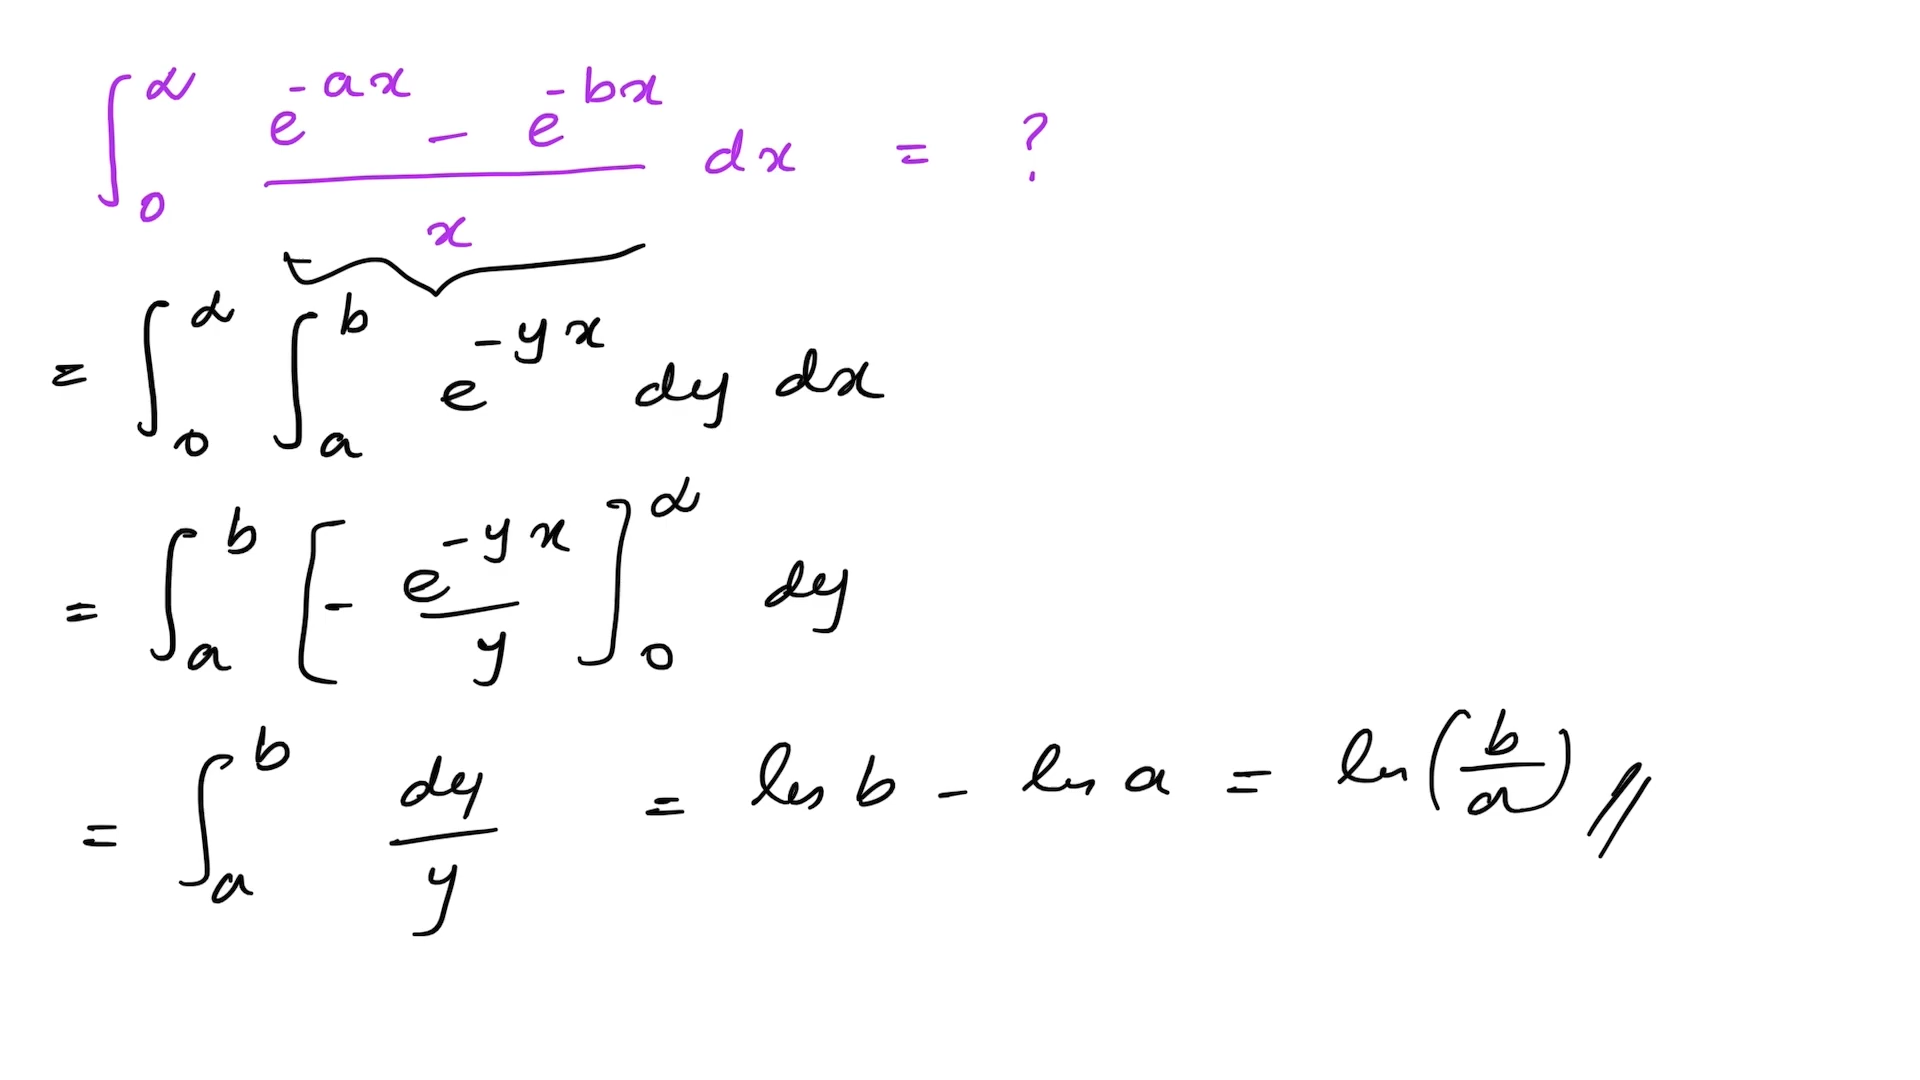 ∫₀^∞ (e^{-ax} - e^{-bx})/x dx = ?
= ∫₀^∞ ∫ₐ^b e^{-yx} dy dx
= ∫ₐ^b [- e^{-yx}/y]₀^∞ dy
= ∫ₐ^b dy/y = ln b - ln a = ln(b/a) //